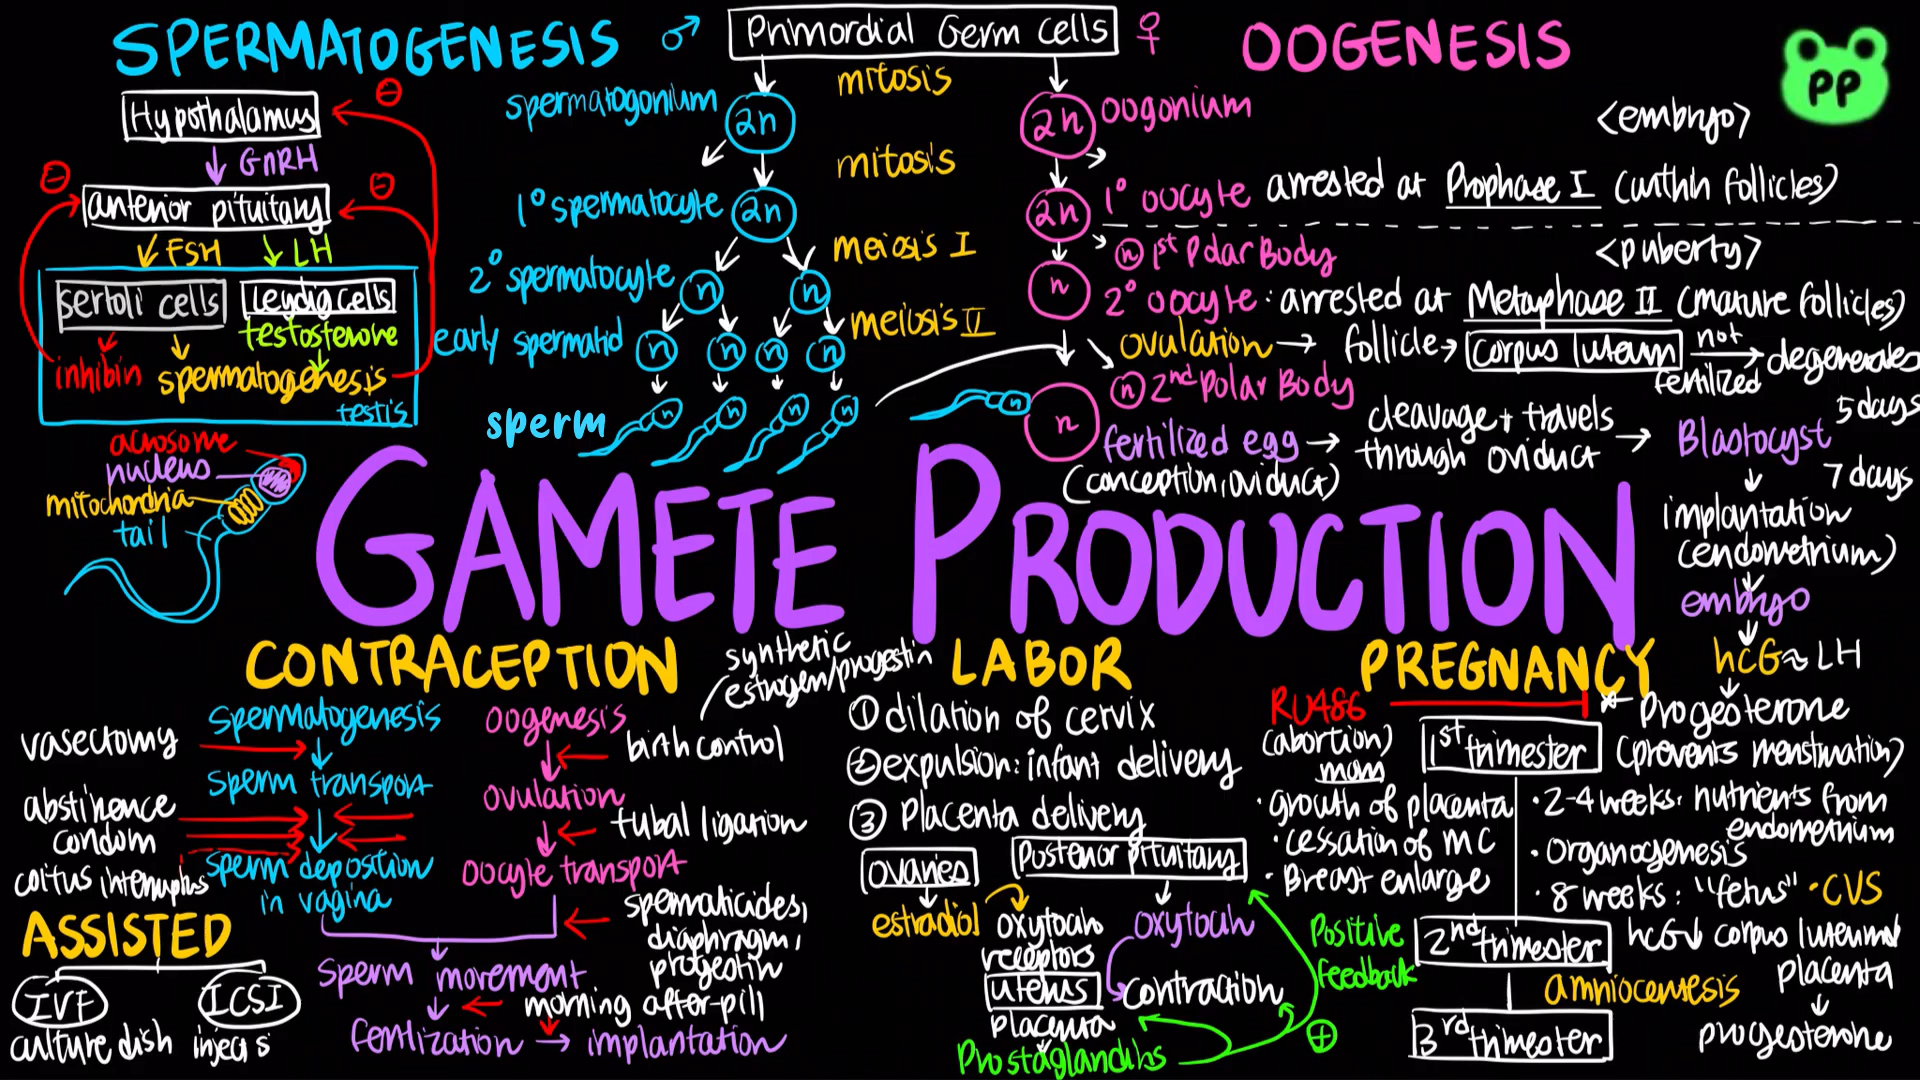 SPERMATOGENESIS ♂
Primordial Germ cells ♀
OOGENESIS
PP
Hypothalamus
GnRH
anterior pituitary
FSH
LH
sertoli cells
Leydig cells
testosterone
inhibin
spermatogenesis
testis
mitosis
spermatogonium
2n
mitosis
1° spermatocyte
2n
meiosis I
2° spermatocyte
n
n
meiosis II
early spermatid
n
n
n
n
sperm
n
n
n
n
2n
oogonium
<embryo>
2n
1° oocyte arrested at Prophase I (within follicles)
n 1st Polar Body
<puberty>
n
2° oocyte: arrested at Metaphase II (mature follicles)
ovulation → follicle → corpus luteum not fertilized → degenerates
n 2nd Polar Body
5 days
n
n
fertilized egg → cleavage + travels through oviduct → Blastocyst
(conception, oviduct)
7 days
implantation
(endometrium)
embryo
hCG ~ LH
Progesterone
(prevents menstruation)
acrosome
nucleus
mitochondria
tail
GAMETE PRODUCTION
CONTRACEPTION
vasectomy
spermatogenesis
sperm transport
abstinence
condom
coitus interruptus
sperm deposition
in vagina
synthetic
estrogen/progestin
oogenesis
birth control
ovulation
tubal ligation
oocyte transport
spermaticides,
diaphragm,
progestin
sperm movement
morning after-pill
fertilization → implantation
ASSISTED
IVF
ICSI
culture dish
injects
LABOR
① dilation of cervix
② expulsion: infant delivery
③ Placenta delivery
ovaries
Posterior pituitary
estradiol
oxytocin
receptors
oxytocin
uterus
contraction
placenta
Prostaglandins
Positive
feedback
+
PREGNANCY
RU486
(abortion)
1st trimester
mom
· growth of placenta
· cessation of MC
· Breast enlarge
· 2-4 weeks: nutrients from
endometrium
· organogenesis
· 8 weeks: "fetus" · CVS
2nd trimester
hCG↓ corpus luteum↓
placenta
progesterone
amniocenesis
3rd trimester